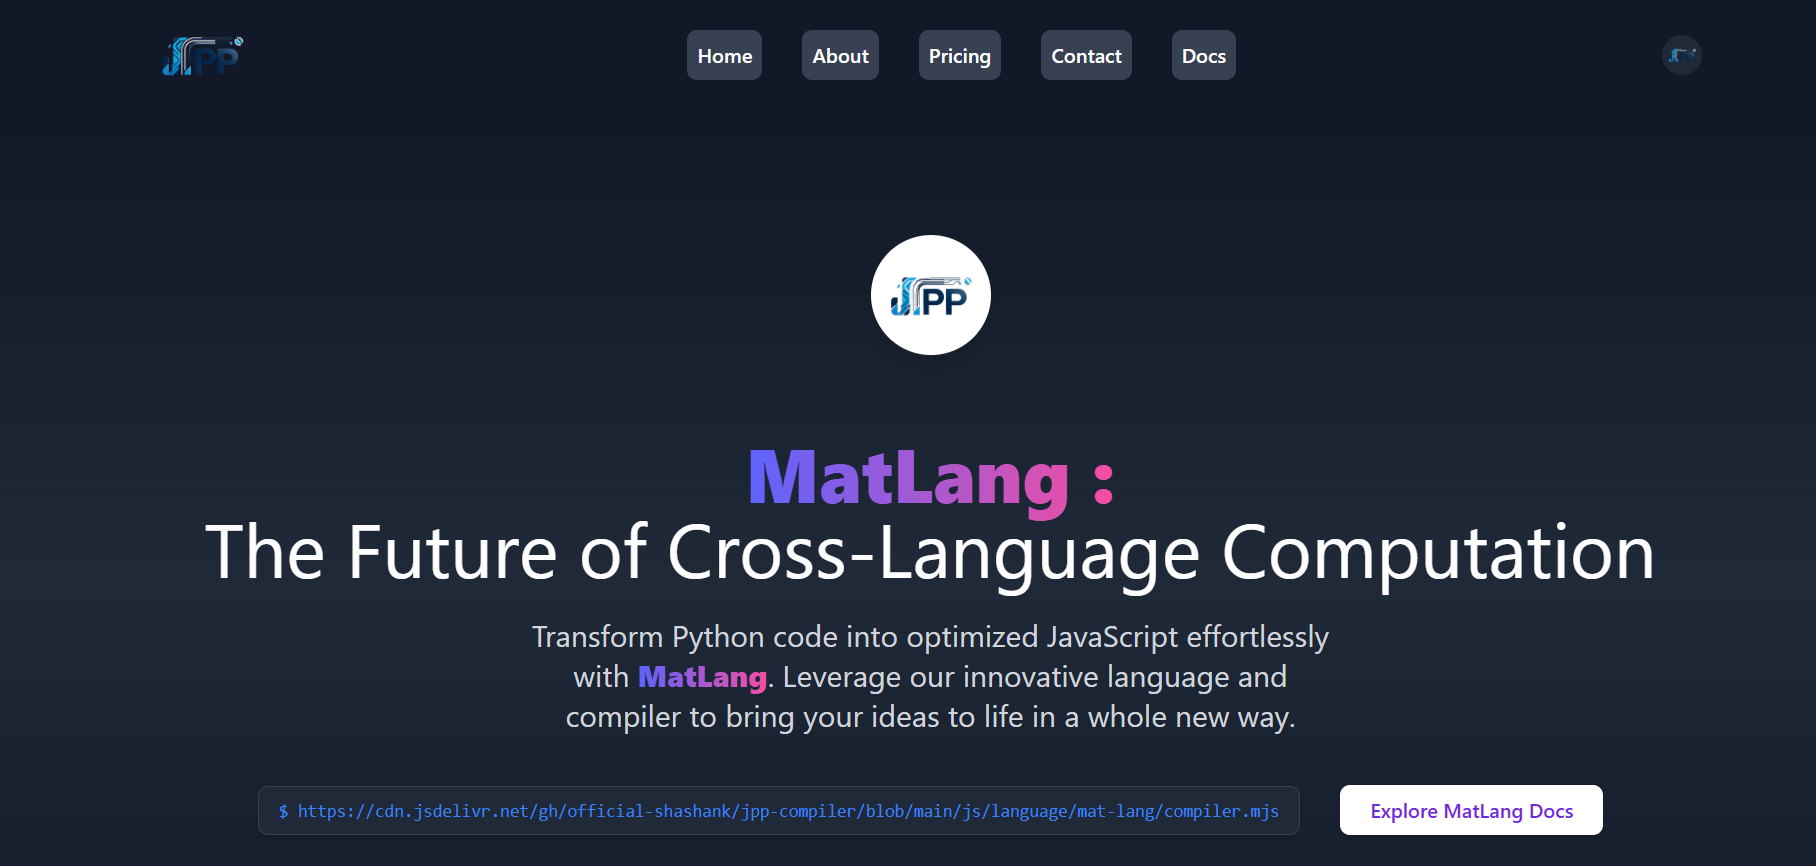 JPP
Home
About
Pricing
Contact
Docs
JPP
JPP
MatLang :
The Future of Cross-Language Computation
Transform Python code into optimized JavaScript effortlessly
with MatLang. Leverage our innovative language and
compiler to bring your ideas to life in a whole new way.
$ https://cdn.jsdelivr.net/gh/official-shashank/jpp-compiler/blob/main/js/language/mat-lang/compiler.mjs
Explore MatLang Docs